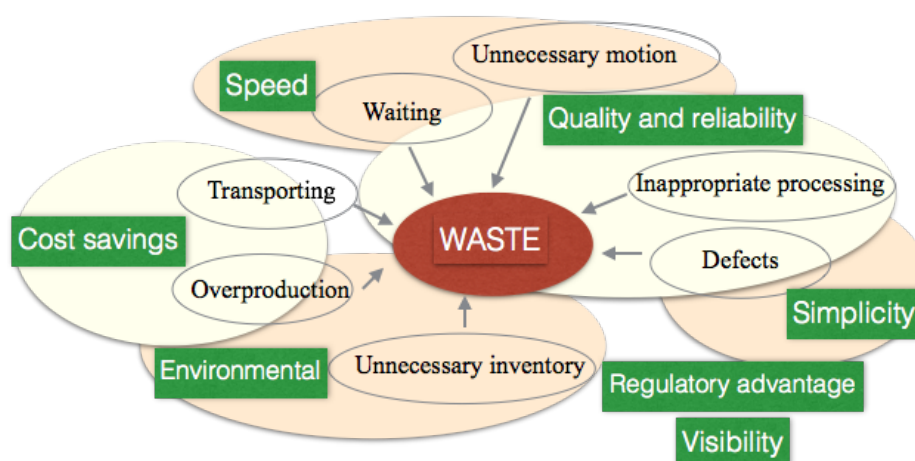 Unnecessary motion
Speed
Waiting
Quality and reliability
Transporting
Inappropriate processing
Cost savings
WASTE
Defects
Overproduction
Simplicity
Environmental
Unnecessary inventory
Regulatory advantage
Visibility